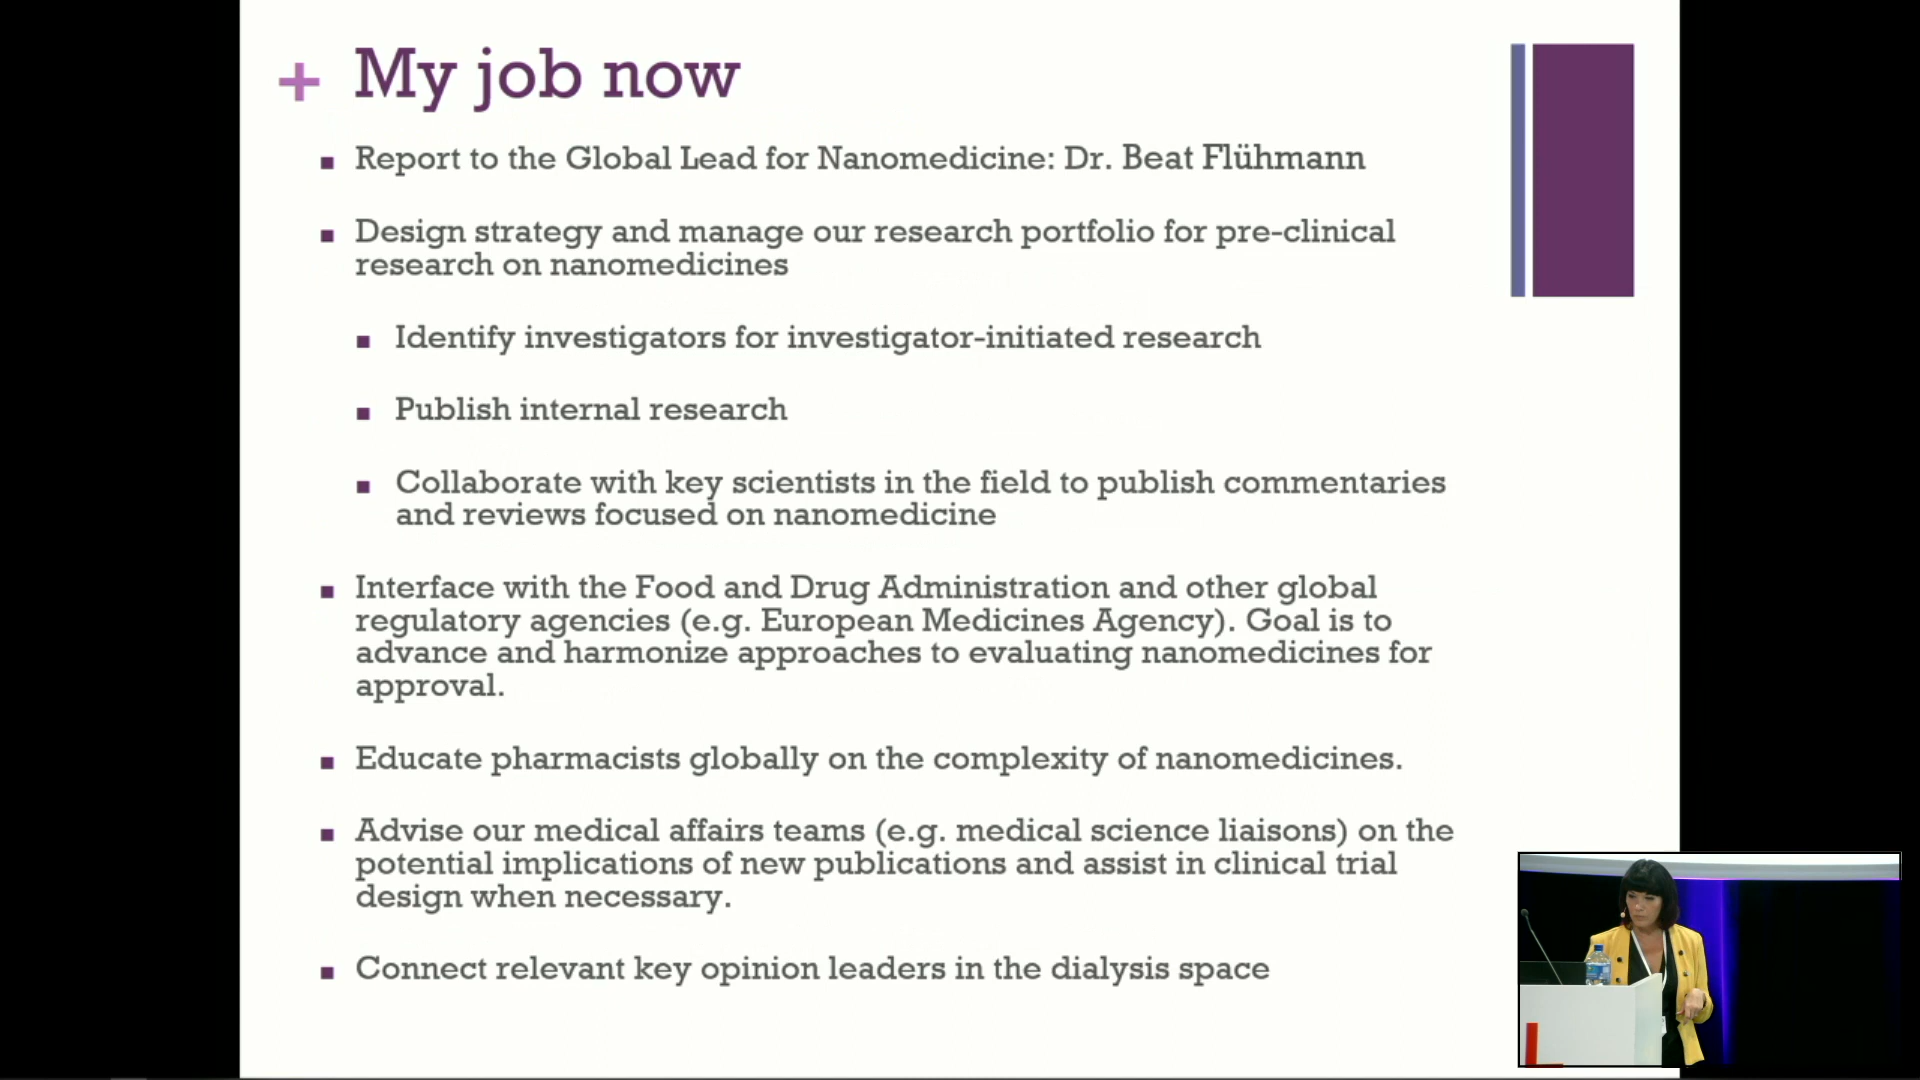 + My job now
▪ Report to the Global Lead for Nanomedicine: Dr. Beat Flühmann
▪ Design strategy and manage our research portfolio for pre-clinical
research on nanomedicines
▪ Identify investigators for investigator-initiated research
▪ Publish internal research
▪ Collaborate with key scientists in the field to publish commentaries
and reviews focused on nanomedicine
▪ Interface with the Food and Drug Administration and other global
regulatory agencies (e.g. European Medicines Agency). Goal is to
advance and harmonize approaches to evaluating nanomedicines for
approval.
▪ Educate pharmacists globally on the complexity of nanomedicines.
▪ Advise our medical affairs teams (e.g. medical science liaisons) on the
potential implications of new publications and assist in clinical trial
design when necessary.
▪ Connect relevant key opinion leaders in the dialysis space